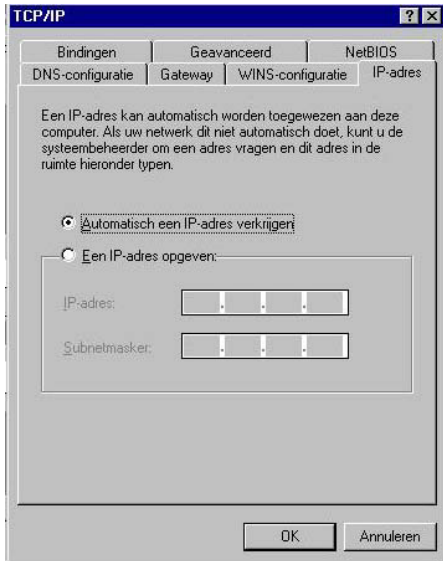 TCP/IP
Bindingen Geavanceerd NetBIOS
DNS-configuratie Gateway WINS-configuratie IP-adres
Een IP-adres kan automatisch worden toegewezen aan deze
computer. Als uw netwerk dit niet automatisch doet, kunt u de
systeembeheerder om een adres vragen en dit adres in de
ruimte hieronder typen.
Automatisch een IP-adres verkrijgen
Een IP-adres opgeven:
IP-adres:
Subnetmasker:
OK Annuleren